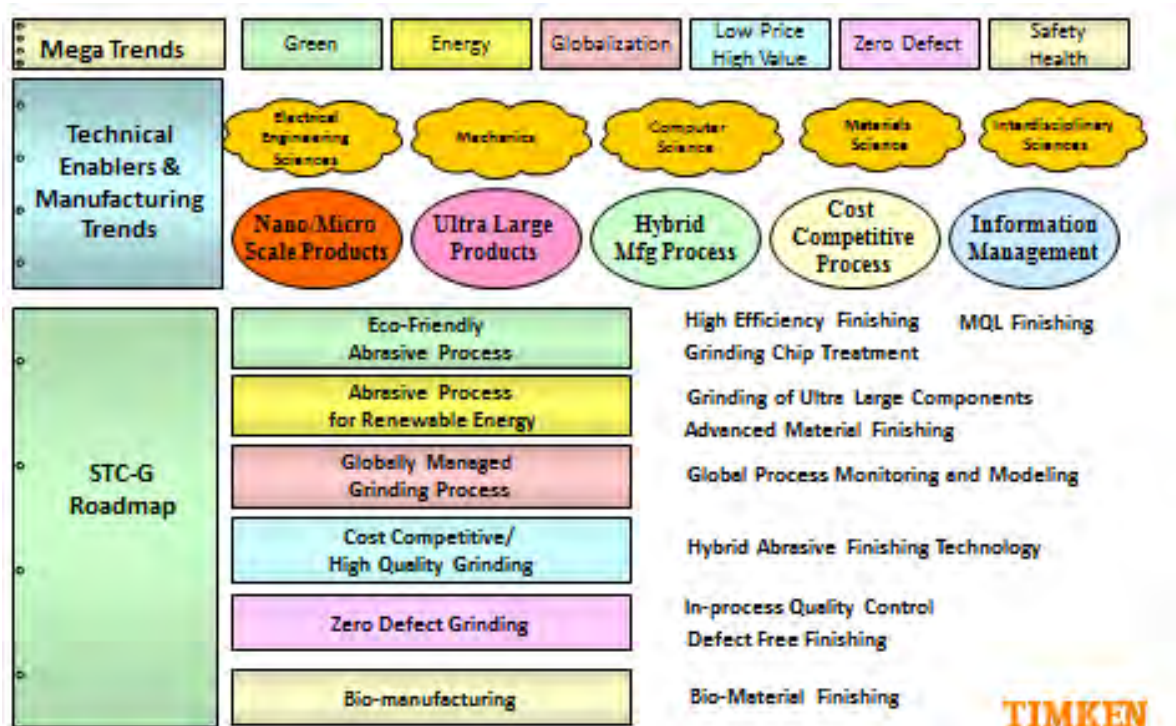 Mega Trends
Green
Energy
Globalization
Low Price
High Value
Zero Defect
Safety
Health
Technical
Enablers &
Manufacturing
Trends
Electrical
Engineering
Sciences
Mechanics
Computer
Science
Materials
Science
Interdisciplinary
Sciences
Nano/Micro
Scale Products
Ultra Large
Products
Hybrid
Mfg Process
Cost
Competitive
Process
Information
Management
STC-G
Roadmap
Eco-Friendly
Abrasive Process
High Efficiency Finishing MQL Finishing
Grinding Chip Treatment
Abrasive Process
for Renewable Energy
Grinding of Ultra Large Components
Advanced Material Finishing
Globally Managed
Grinding Process
Global Process Monitoring and Modeling
Cost Competitive/
High Quality Grinding
Hybrid Abrasive Finishing Technology
Zero Defect Grinding
In-process Quality Control
Defect Free Finishing
Bio-manufacturing
Bio-Material Finishing
TIMKEN